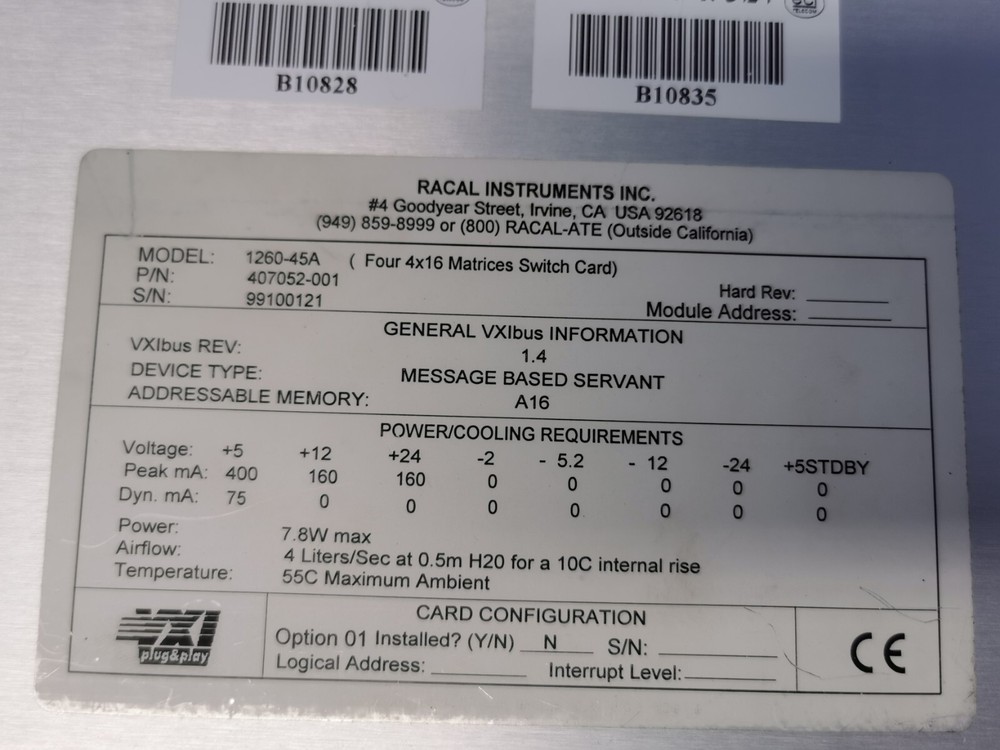 B10828
B10835
RACAL INSTRUMENTS INC.
#4 Goodyear Street, Irvine, CA USA 92618
(949) 859-8999 or (800) RACAL-ATE (Outside California)
MODEL: 1260-45A ( Four 4x16 Matrices Switch Card)
P/N: 407052-001
S/N: 99100121
Hard Rev:
Module Address:
GENERAL VXIbus INFORMATION
VXIbus REV: 1.4
DEVICE TYPE: MESSAGE BASED SERVANT
ADDRESSABLE MEMORY: A16
POWER/COOLING REQUIREMENTS
Voltage: +5 +12 +24 -2 - 5.2 - 12 -24 +5STDBY
Peak mA: 400 160 160 0 0 0 0 0
Dyn. mA: 75 0 0 0 0 0 0 0
Power: 7.8W max
Airflow: 4 Liters/Sec at 0.5m H20 for a 10C internal rise
Temperature: 55C Maximum Ambient
CARD CONFIGURATION
VXI
plug&play
Option 01 Installed? (Y/N) N S/N:
Logical Address: Interrupt Level:
CE